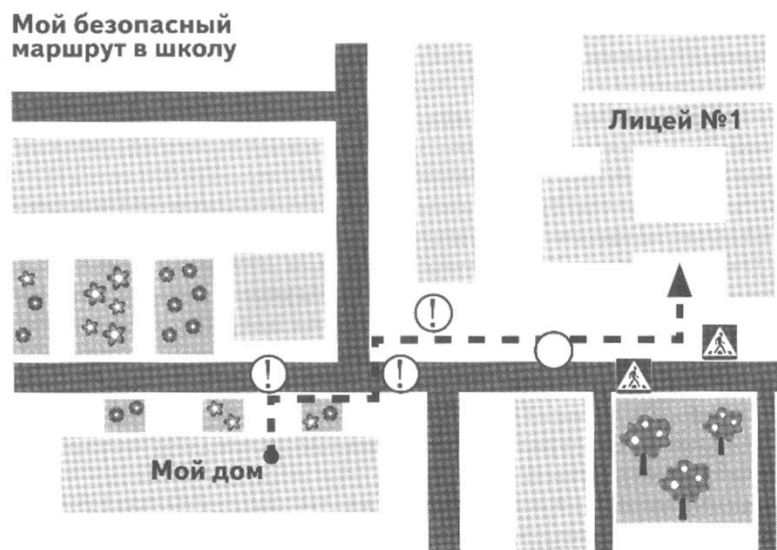 Мой безопасный
маршрут в школу
Лицей №1
!
!
!
Мой дом